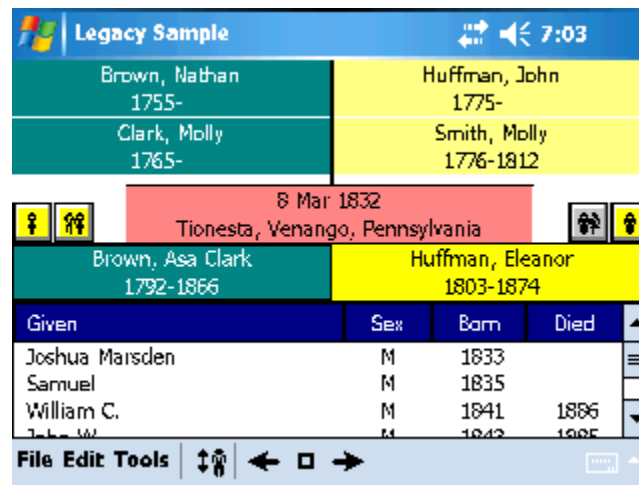 Legacy Sample 7:03
Brown, Nathan Huffman, John
1755- 1775-
Clark, Molly Smith, Molly
1765- 1776-1812
8 Mar 1832
Tionesta, Venango, Pennsylvania
Brown, Asa Clark Huffman, Eleanor
1792-1866 1803-1874
Given Sex Born Died
Joshua Marsden M 1833
Samuel M 1835
William C. M 1841 1886
John W. M
File Edit Tools